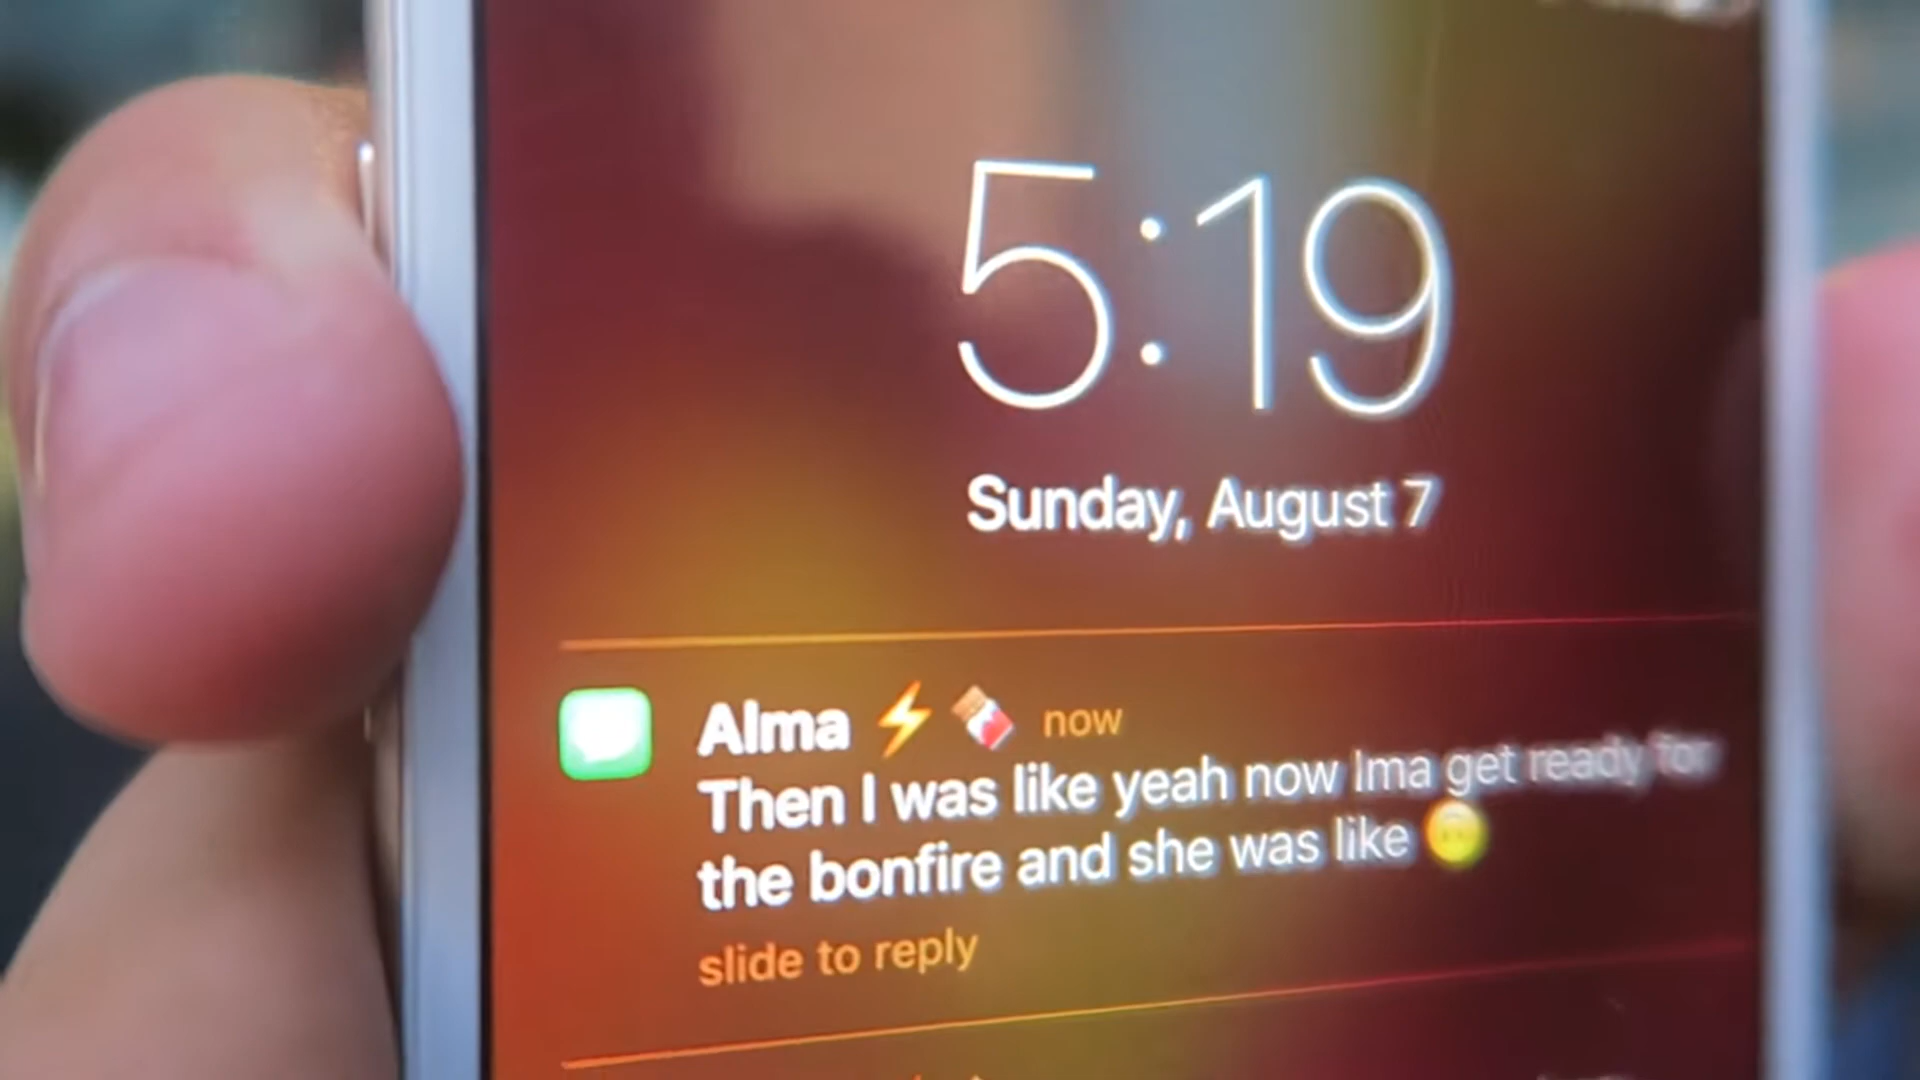 5:19
Sunday, August 7
Alma ⚡🍫 now
Then I was like yeah now Ima get ready for
the bonfire and she was like
slide to reply